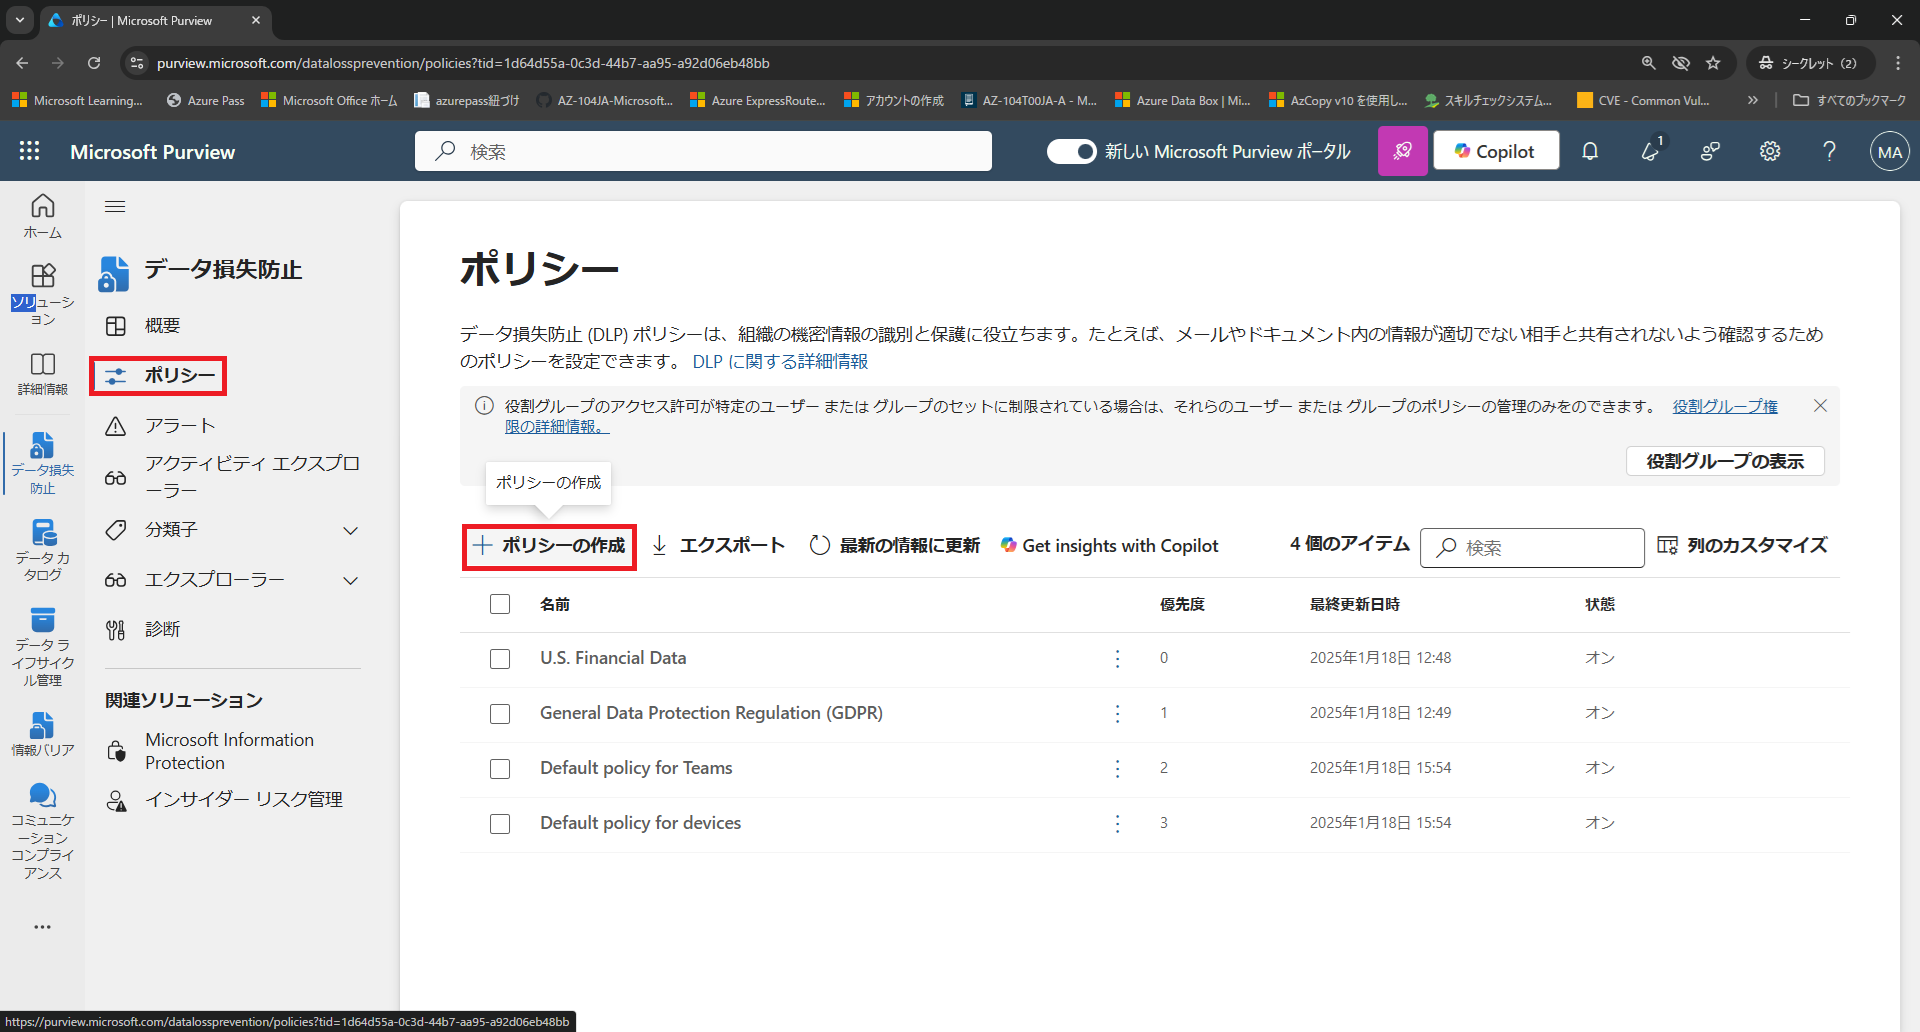 ポリシー | Microsoft Purview
purview.microsoft.com/datalossprevention/policies?tid=1d64d55a-0c3d-44b7-aa95-a92d06eb48bb
シークレット (2)
Microsoft Learning...
Azure Pass
Microsoft Office ホーム
azurepass紐づけ
AZ-104JA-Microsoft...
Azure ExpressRoute...
アカウントの作成
AZ-104T00JA-A - M...
Azure Data Box | Mi...
AzCopy v10 を使用し...
スキルチェックシステム...
CVE - Common Vul...
すべてのブックマーク
Microsoft Purview
検索
新しい Microsoft Purview ポータル
Copilot
1
MA
ホーム
ソリューシ
ョン
詳細情報
データ損失
防止
データ カ
タログ
データ ラ
イフサイク
ル管理
情報バリア
コミュニケ
ーション
コンプライ
アンス
データ損失防止
概要
ポリシー
アラート
アクティビティ エクスプロ
ーラー
分類子
エクスプローラー
診断
関連ソリューション
Microsoft Information
Protection
インサイダー リスク管理
ポリシー
データ損失防止 (DLP) ポリシーは、組織の機密情報の識別と保護に役立ちます。たとえば、メールやドキュメント内の情報が適切でない相手と共有されないよう確認するため
のポリシーを設定できます。 DLP に関する詳細情報
役割グループのアクセス許可が特定のユーザー または グループのセットに制限されている場合は、それらのユーザー または グループのポリシーの管理のみをのできます。 役割グループ権
限の詳細情報。
役割グループの表示
ポリシーの作成
ポリシーの作成
エクスポート
最新の情報に更新
Get insights with Copilot
4 個のアイテム
検索
列のカスタマイズ
名前 優先度 最終更新日時 状態
U.S. Financial Data 0 2025年1月18日 12:48 オン
General Data Protection Regulation (GDPR) 1 2025年1月18日 12:49 オン
Default policy for Teams 2 2025年1月18日 15:54 オン
Default policy for devices 3 2025年1月18日 15:54 オン
https://purview.microsoft.com/datalossprevention/policies?tid=1d64d55a-0c3d-44b7-aa95-a92d06eb48bb